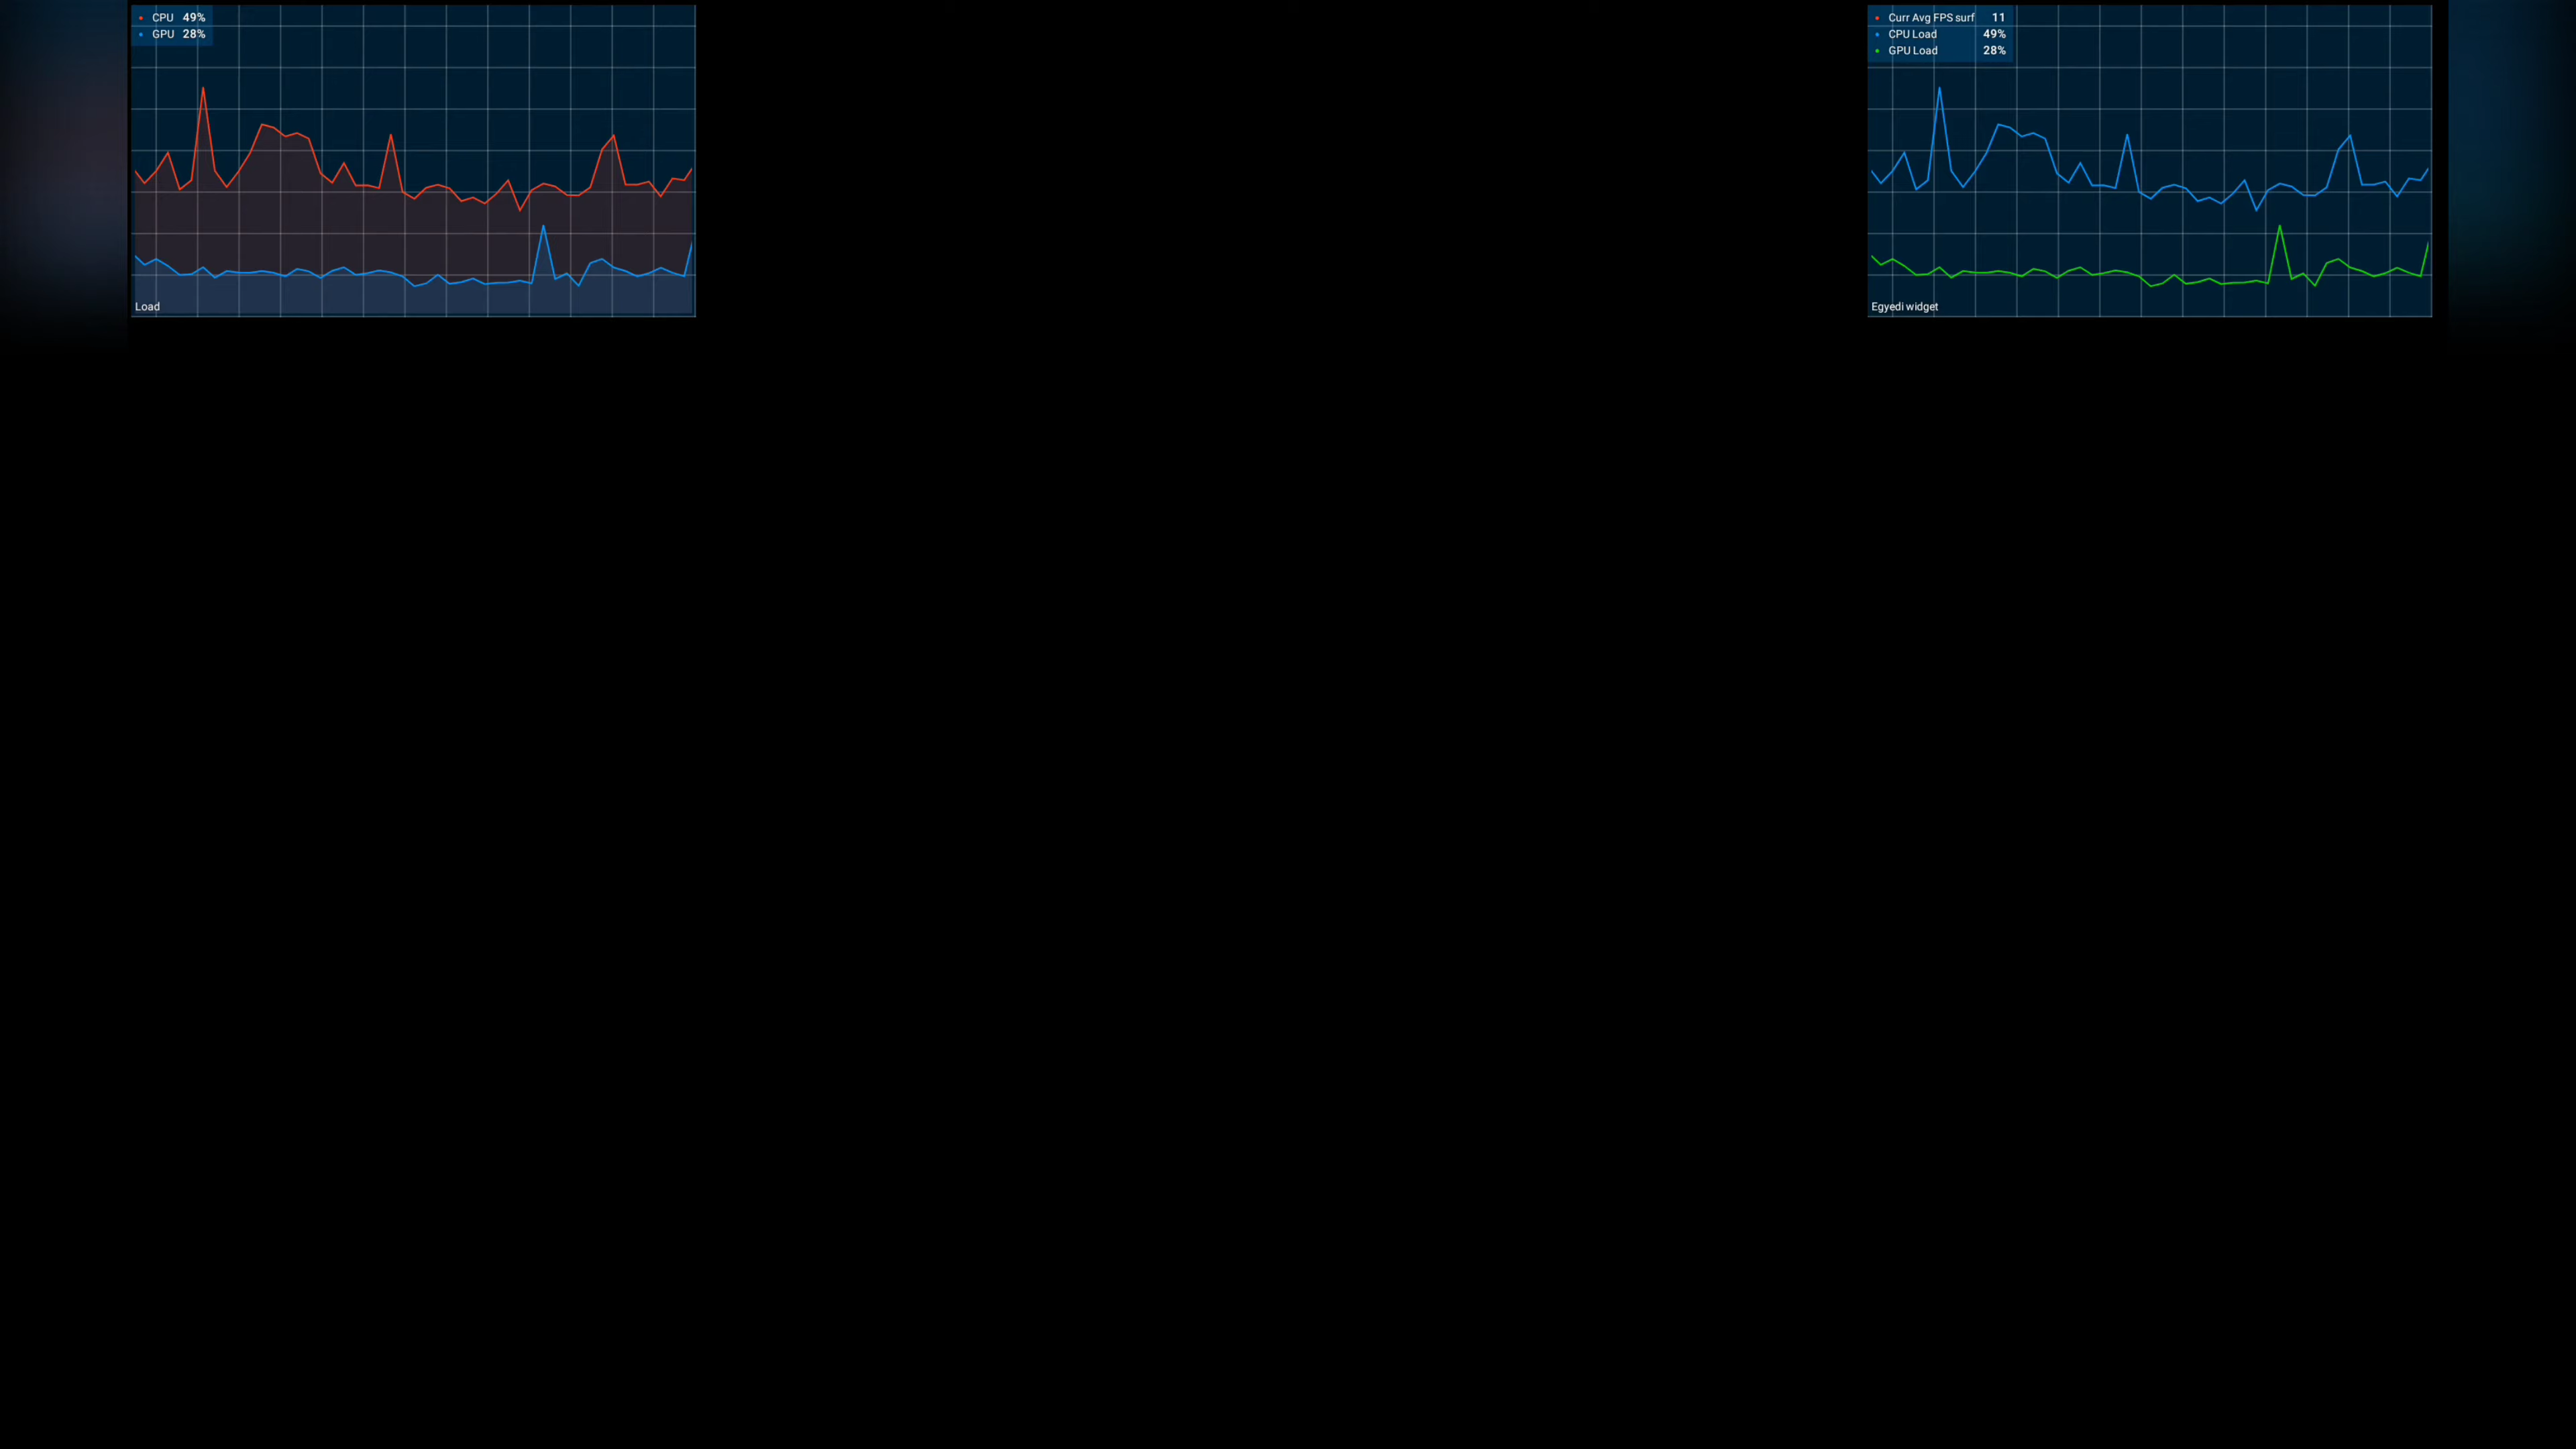 CPU 49%
GPU 28%
Load
Curr Avg FPS surf 11
CPU Load 49%
GPU Load 28%
Egyedi widget